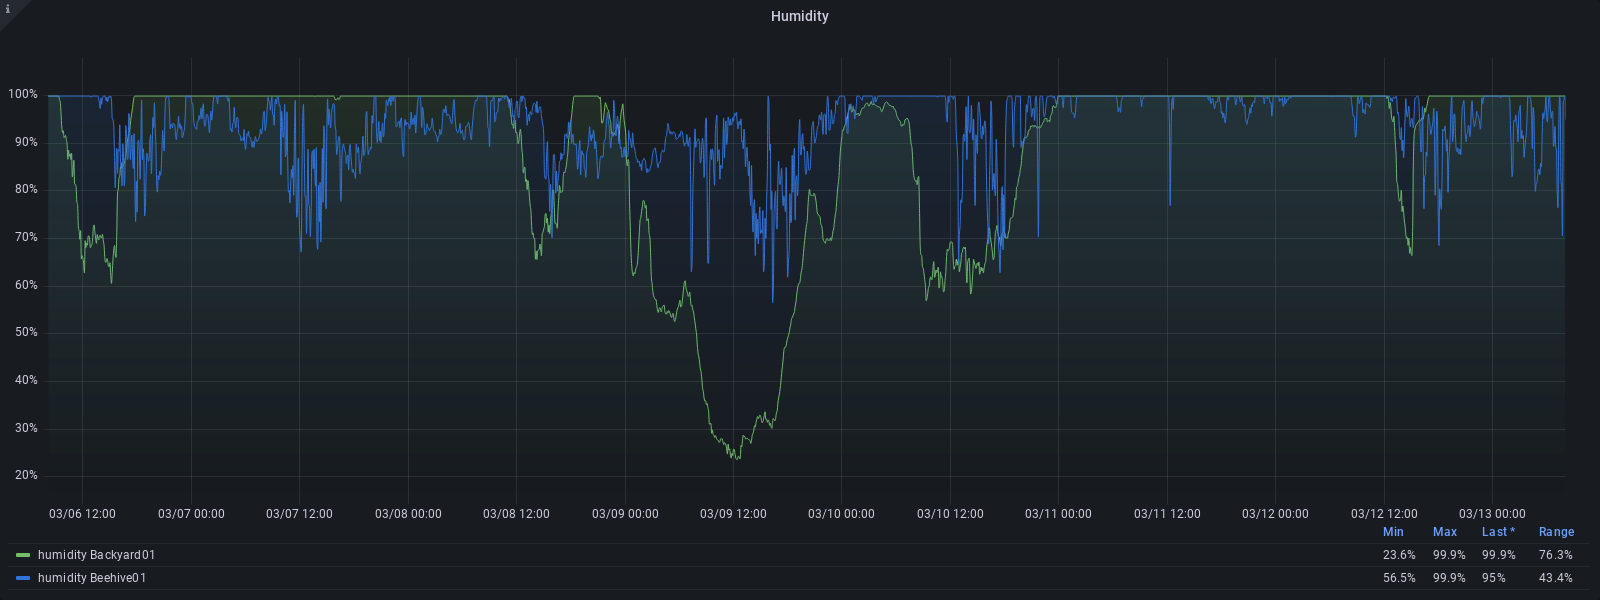 i
Humidity
100%
90%
80%
70%
60%
50%
40%
30%
20%
03/06 12:00 03/07 00:00 03/07 12:00 03/08 00:00 03/08 12:00 03/09 00:00 03/09 12:00 03/10 00:00 03/10 12:00 03/11 00:00 03/11 12:00 03/12 00:00 03/12 12:00 03/13 00:00
Min Max Last * Range
humidity Backyard01 23.6% 99.9% 99.9% 76.3%
humidity Beehive01 56.5% 99.9% 95% 43.4%